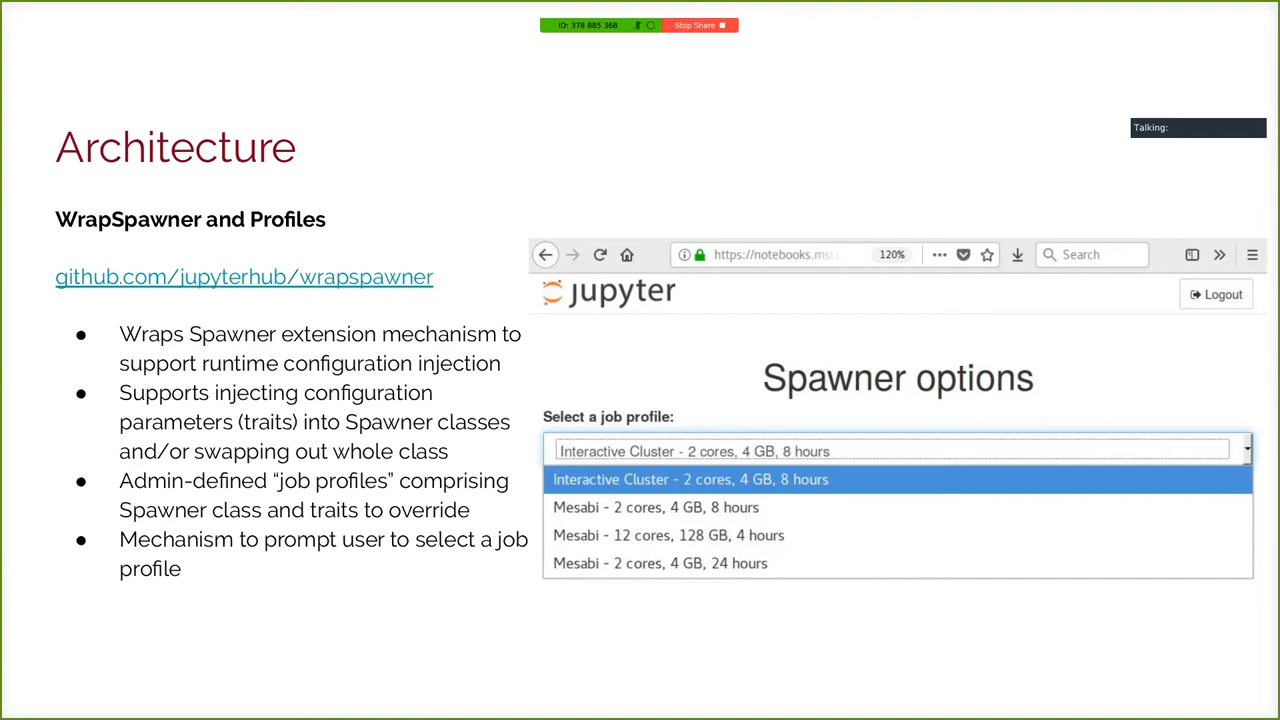 ID: 378 885 368 Stop Share
Talking:
Architecture
WrapSpawner and Profiles
github.com/jupyterhub/wrapspawner
● Wraps Spawner extension mechanism to
support runtime configuration injection
● Supports injecting configuration
parameters (traits) into Spawner classes
and/or swapping out whole class
● Admin-defined “job profiles” comprising
Spawner class and traits to override
● Mechanism to prompt user to select a job
profile
https://notebooks.msi. 120% Search
jupyter
Logout
Spawner options
Select a job profile:
Interactive Cluster - 2 cores, 4 GB, 8 hours
Interactive Cluster - 2 cores, 4 GB, 8 hours
Mesabi - 2 cores, 4 GB, 8 hours
Mesabi - 12 cores, 128 GB, 4 hours
Mesabi - 2 cores, 4 GB, 24 hours